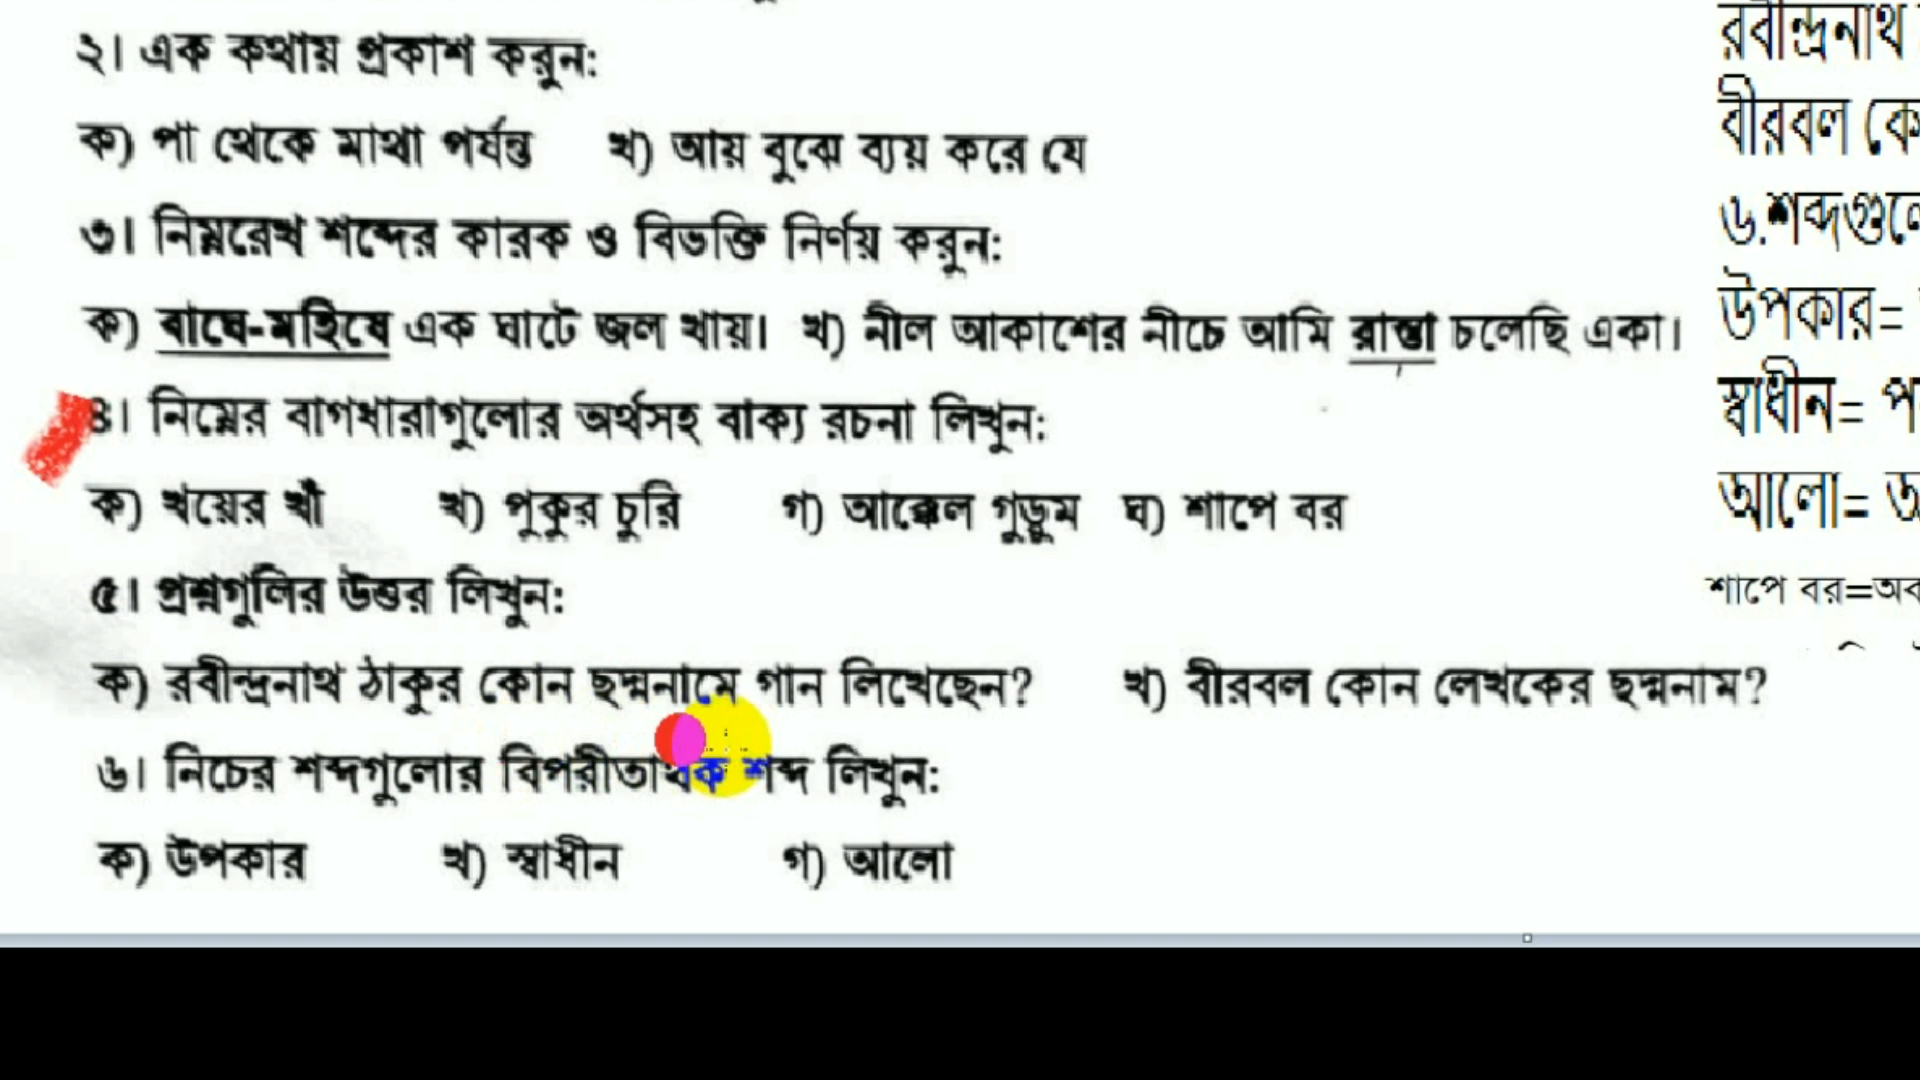 ২। এক কথায় প্রকাশ করুন:
ক) পা থেকে মাথা পর্যন্ত খ) আয় বুঝে ব্যয় করে যে
৩। নিম্নরেখ শব্দের কারক ও বিভক্তি নির্ণয় করুন:
ক) বাঘে-মহিষে এক ঘাটে জল খায়। খ) নীল আকাশের নীচে আমি রাস্তা চলেছি একা।
৪। নিম্নের বাগধারাগুলোর অর্থসহ বাক্য রচনা লিখুন:
ক) খয়ের খাঁ খ) পুকুর চুরি গ) আক্কেল গুড়ুম ঘ) শাপে বর
৫। প্রশ্নগুলির উত্তর লিখুন:
ক) রবীন্দ্রনাথ ঠাকুর কোন ছদ্মনামে গান লিখেছেন? খ) বীরবল কোন লেখকের ছদ্মনাম?
৬। নিচের শব্দগুলোর বিপরীতার্থক শব্দ লিখুন:
ক) উপকার খ) স্বাধীন গ) আলো
রবীন্দ্রনাথ
বীরবল
৬.
উপকার=
স্বাধীন=
আলো=
শাপে বর=